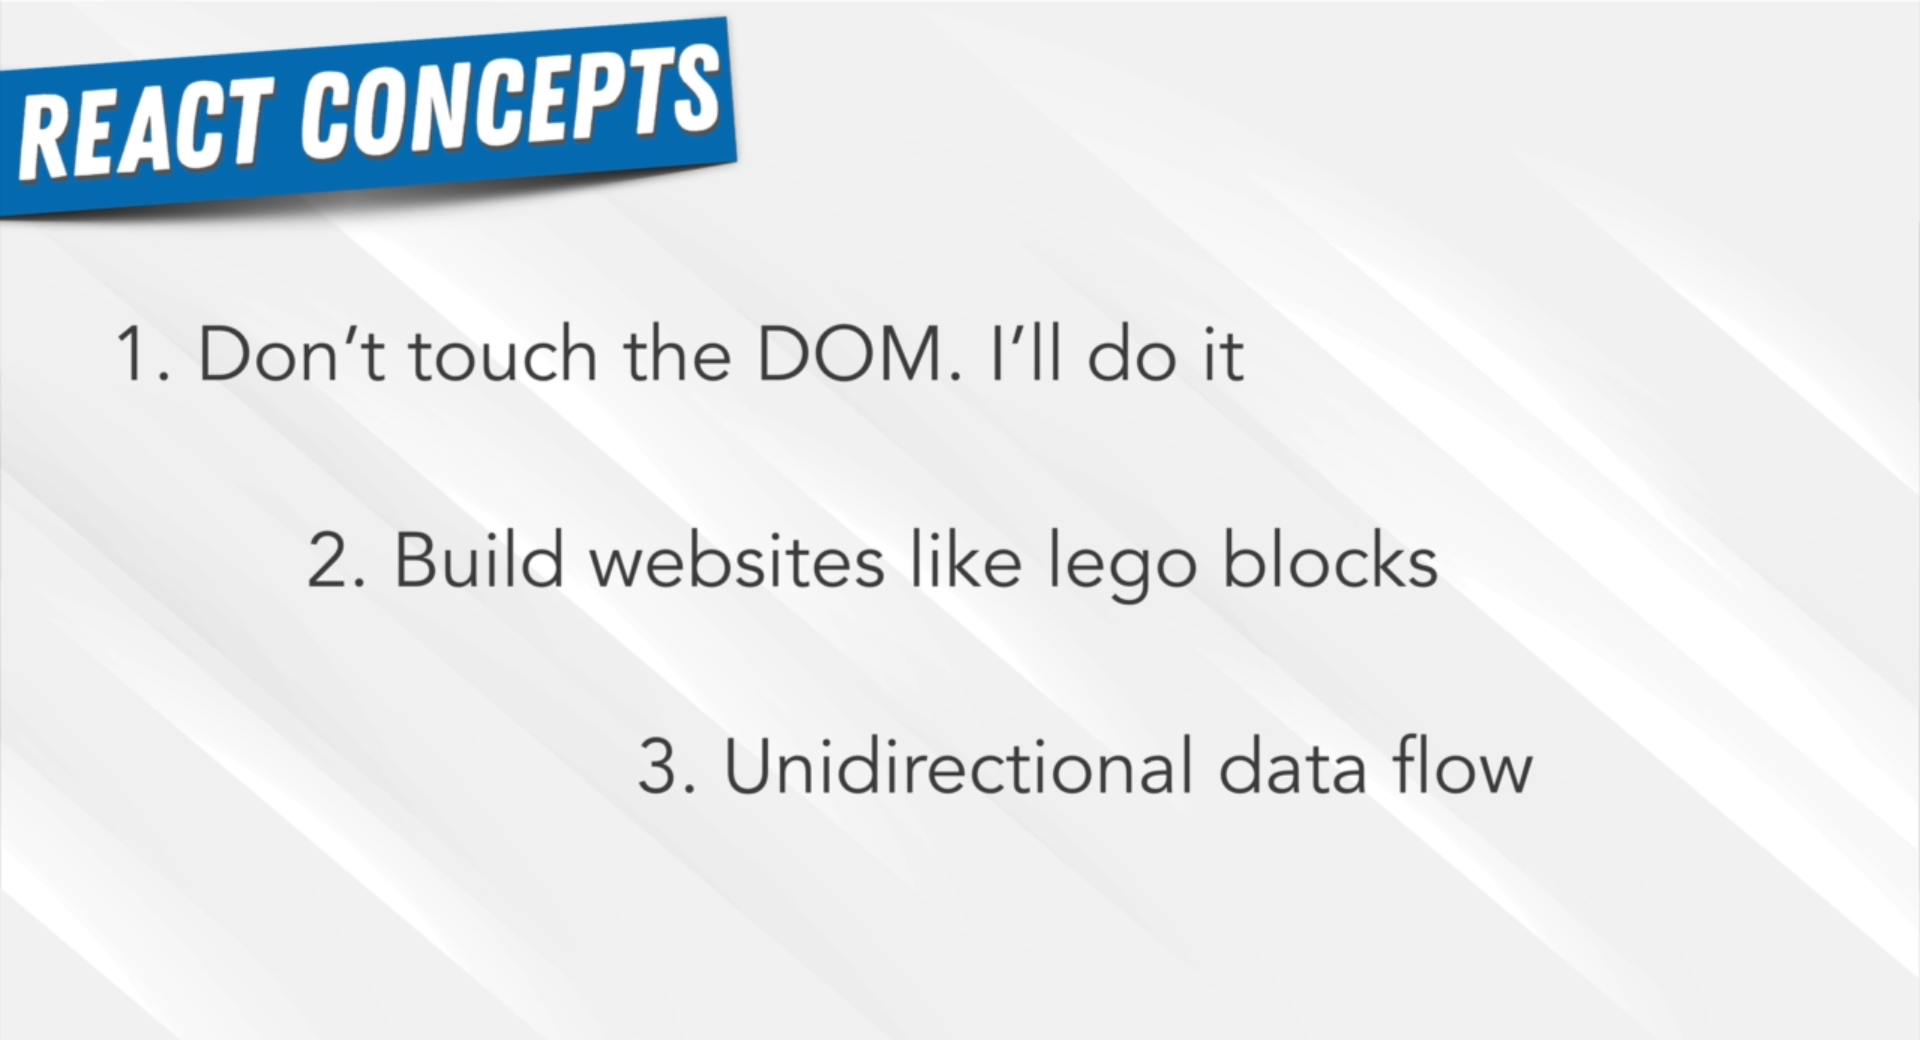 REACT CONCEPTS
1. Don’t touch the DOM. I’ll do it
2. Build websites like lego blocks
3. Unidirectional data flow